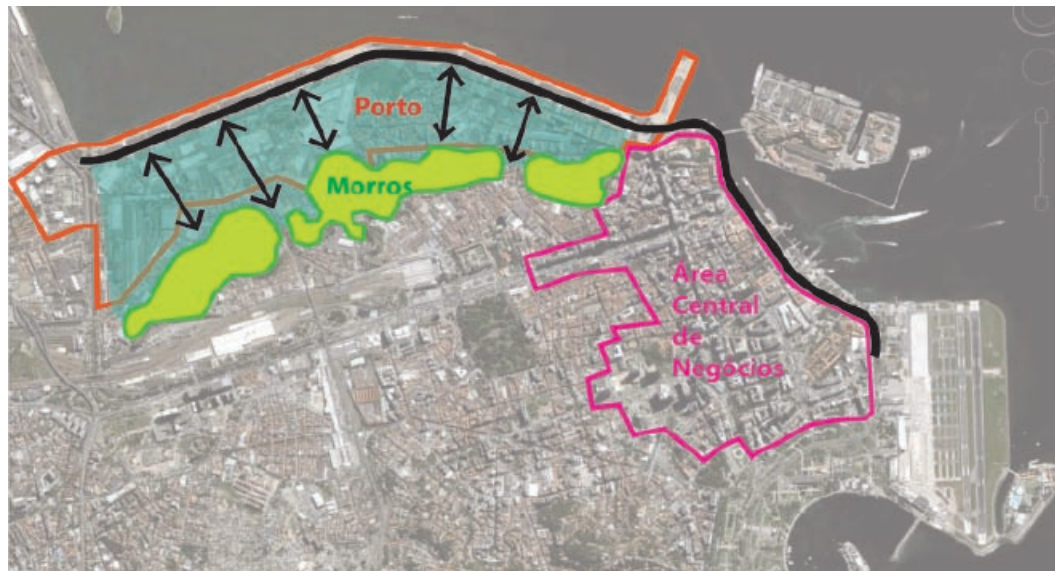 Porto
Morros
Área
Central
de
Negócios